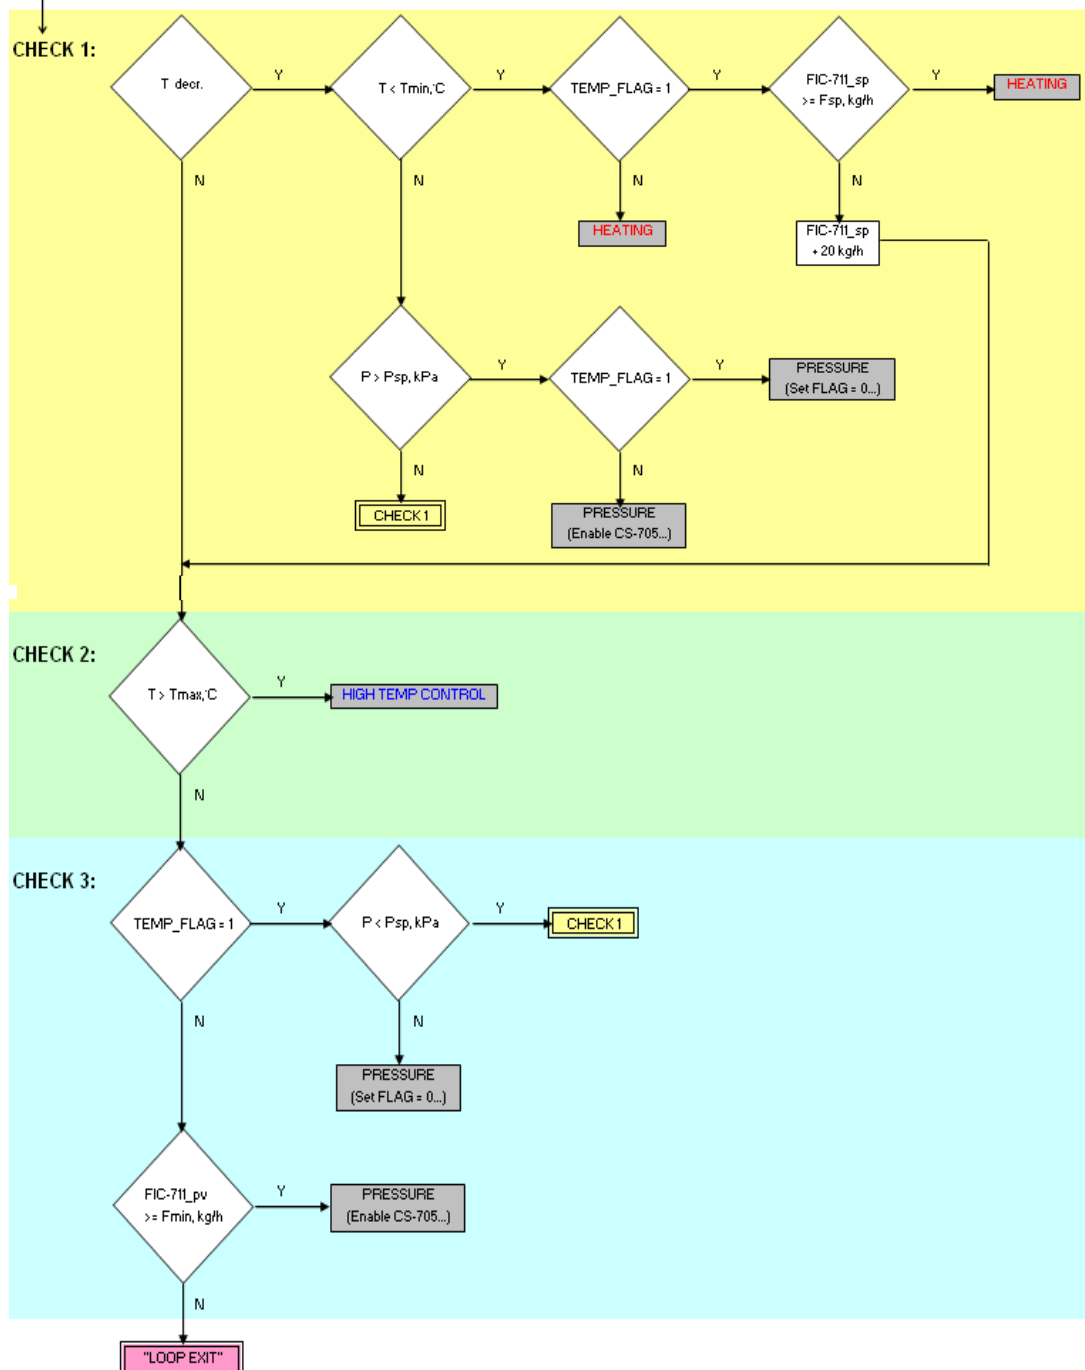 CHECK 1:
T decr.
Y
T < Tmin,°C
Y
TEMP_FLAG = 1
Y
FIC-711_sp
>= Fsp, kg/h
Y
HEATING
N
N
N
N
HEATING
FIC-711_sp
+ 20 kg/h
P > Psp, kPa
Y
TEMP_FLAG = 1
Y
PRESSURE
(Set FLAG = 0...)
N
N
CHECK 1
PRESSURE
(Enable CS-705...)
CHECK 2:
T > Tmax,°C
Y
HIGH TEMP CONTROL
N
CHECK 3:
TEMP_FLAG = 1
Y
P < Psp, kPa
Y
CHECK 1
N
N
PRESSURE
(Set FLAG = 0...)
FIC-711_pv
>= Fmin, kg/h
Y
PRESSURE
(Enable CS-705...)
N
"LOOP EXIT"